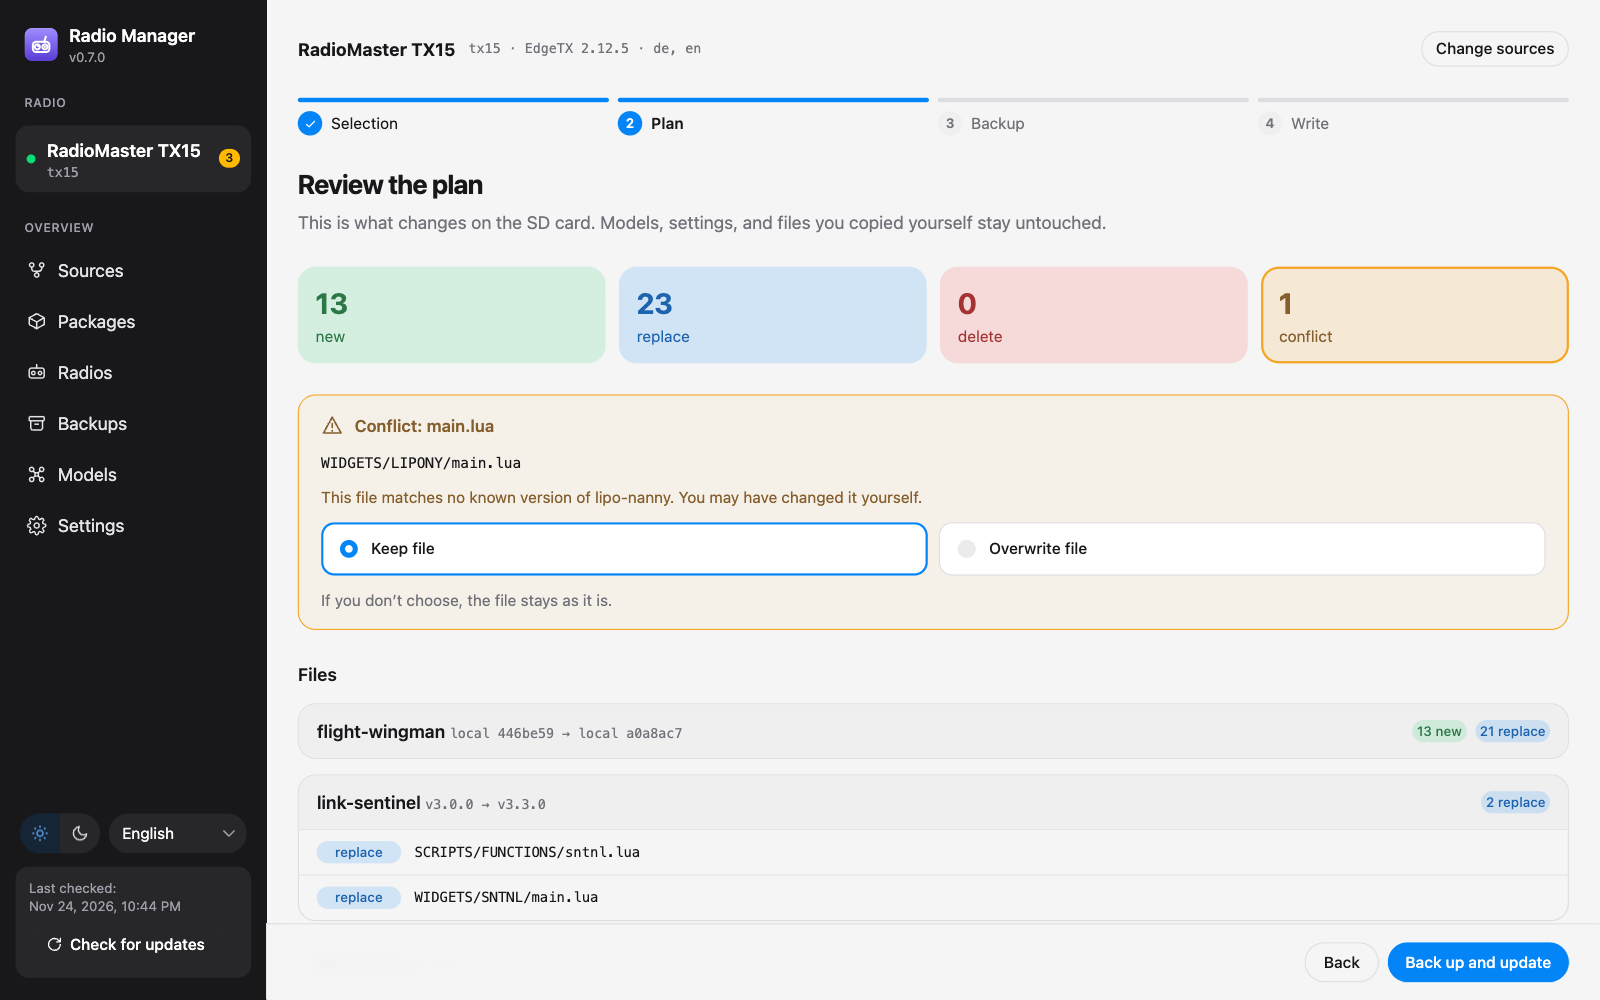 Radio Manager
v0.7.0
RADIO
RadioMaster TX15
tx15
3
OVERVIEW
Sources
Packages
Radios
Backups
Models
Settings
English
Last checked:
Nov 24, 2026, 10:44 PM
Check for updates
RadioMaster TX15 tx15 · EdgeTX 2.12.5 · de, en
Change sources
Selection
2 Plan
3 Backup
4 Write
Review the plan
This is what changes on the SD card. Models, settings, and files you copied yourself stay untouched.
13
new
23
replace
0
delete
1
conflict
Conflict: main.lua
WIDGETS/LIPONY/main.lua
This file matches no known version of lipo-nanny. You may have changed it yourself.
Keep file
Overwrite file
If you don’t choose, the file stays as it is.
Files
flight-wingman local 446be59 → local a0a8ac7
13 new 21 replace
link-sentinel v3.0.0 → v3.3.0
2 replace
replace SCRIPTS/FUNCTIONS/sntnl.lua
replace WIDGETS/SNTNL/main.lua
Back
Back up and update